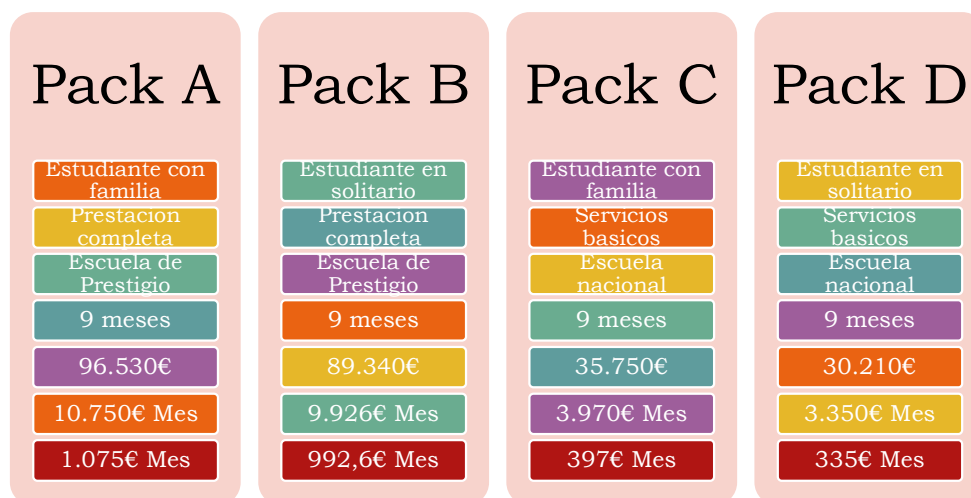 Pack A
Estudiante con
familia
Prestacion
completa
Escuela de
Prestigio
9 meses
96.530€
10.750€ Mes
1.075€ Mes
Pack B
Estudiante en
solitario
Prestacion
completa
Escuela de
Prestigio
9 meses
89.340€
9.926€ Mes
992,6€ Mes
Pack C
Estudiante con
familia
Servicios
basicos
Escuela
nacional
9 meses
35.750€
3.970€ Mes
397€ Mes
Pack D
Estudiante en
solitario
Servicios
basicos
Escuela
nacional
9 meses
30.210€
3.350€ Mes
335€ Mes